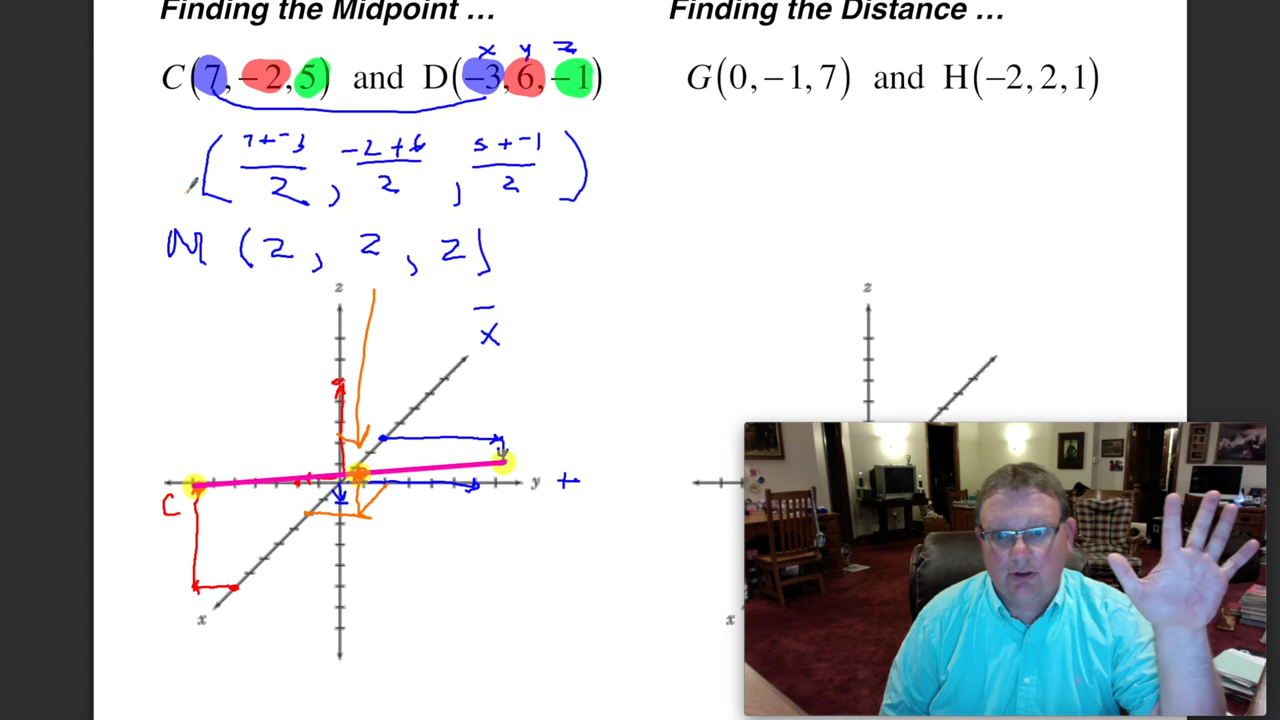 Finding the Midpoint ...
x y z
C(7, −2, 5) and D(−3, 6, −1)
( 7+-3/2 , -2+6/2 , 5+-1/2 )
M (2, 2, 2)
z
−
x
y +
C
x
Finding the Distance ...
G(0, −1, 7) and H(−2, 2, 1)
z
x